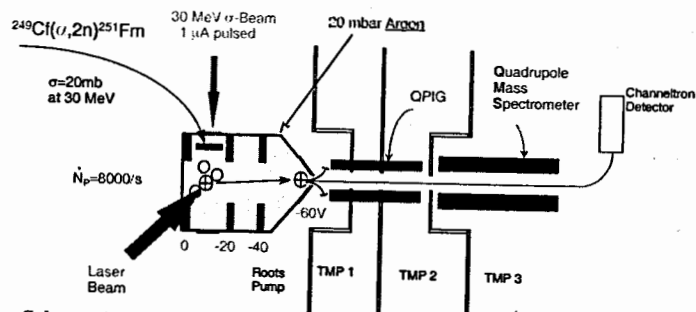 ²⁴⁹Cf(α,2n)²⁵¹Fm
30 MeV α-Beam
1 μA pulsed
20 mbar Argon
σ=20mb
at 30 MeV
QPIG
Quadrupole
Mass
Spectrometer
Channeltron
Detector
Ṅₚ=8000/s
-60V
0 -20 -40
Laser
Beam
Roots
Pump
TMP 1
TMP 2
TMP 3